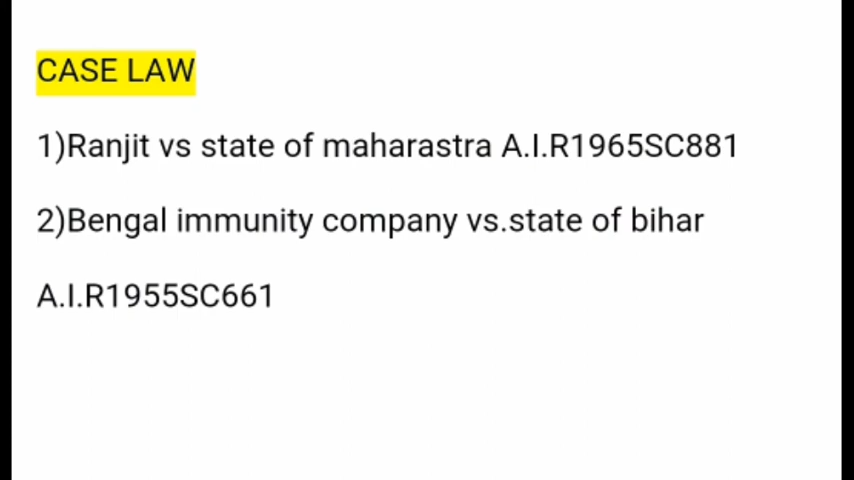 CASE LAW
1)Ranjit vs state of maharastra A.I.R1965SC881
2)Bengal immunity company vs.state of bihar
A.I.R1955SC661